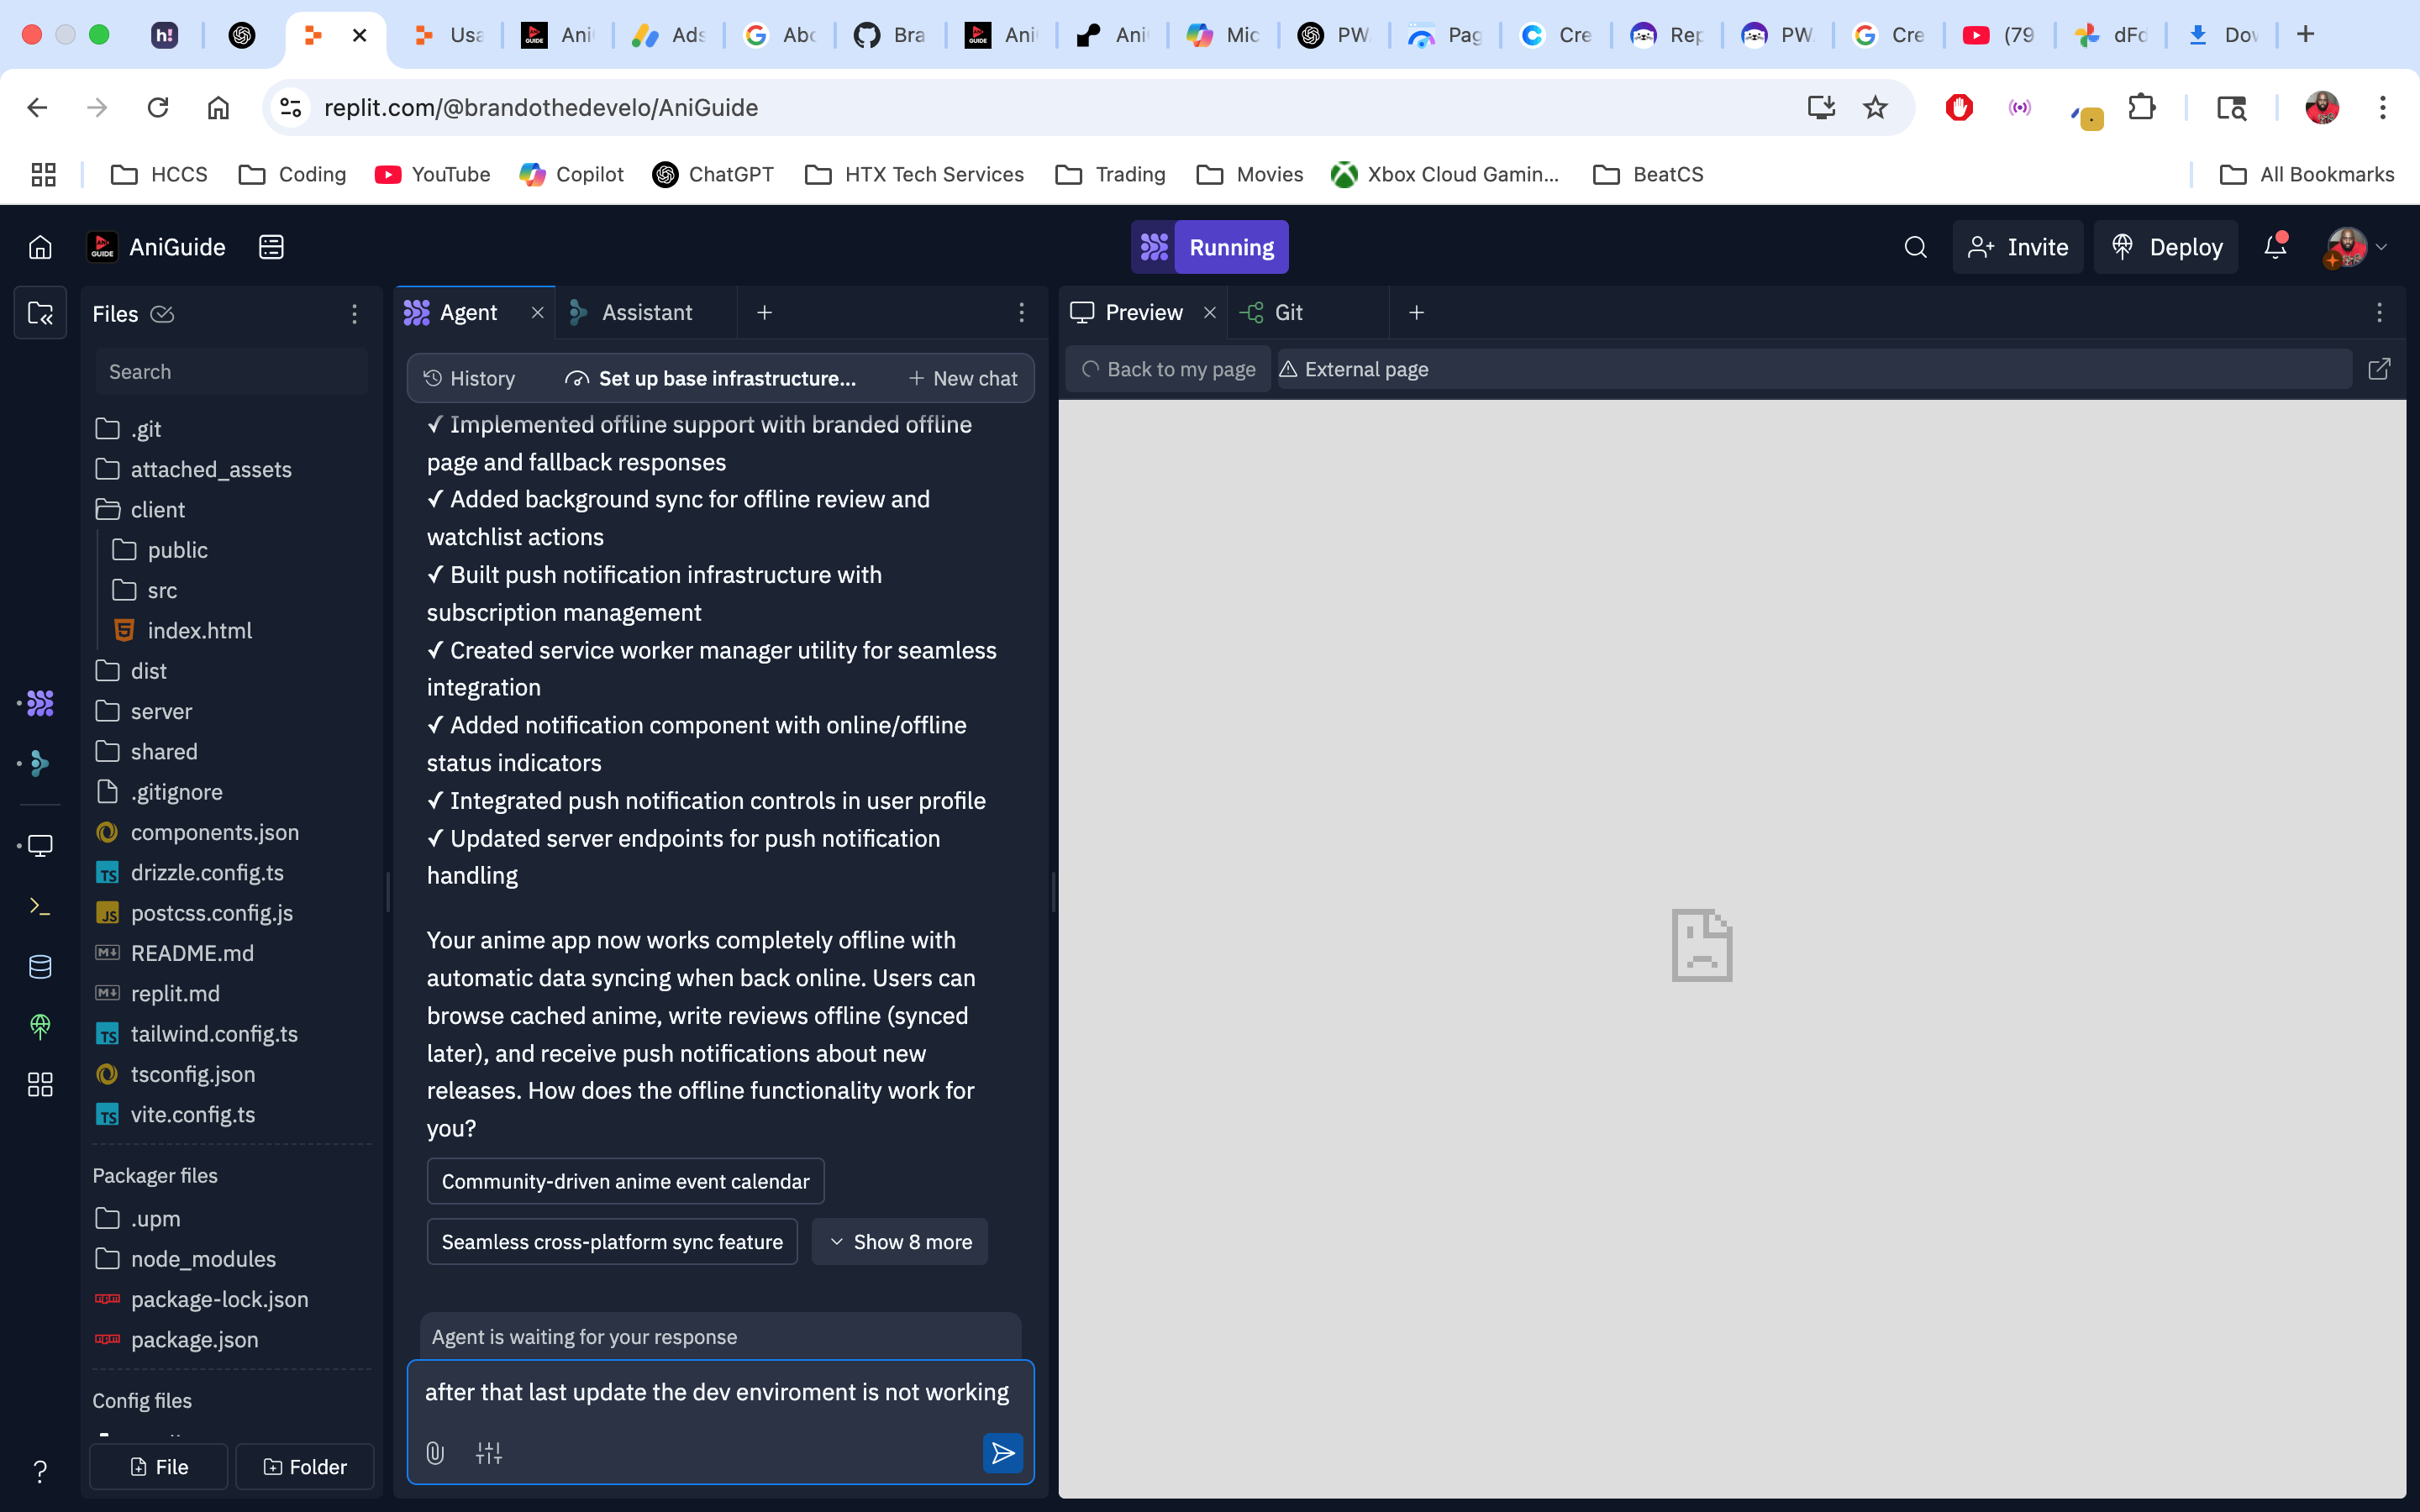 h!
Usa
Ani
Ads
Abo
Bra
Ani
Ani
Mic
PW
Pag
Cre
Rep
PW
Cre
(79
dFd
Dow
replit.com/@brandothedevelo/AniGuide
HCCS
Coding
YouTube
Copilot
ChatGPT
HTX Tech Services
Trading
Movies
Xbox Cloud Gamin...
BeatCS
All Bookmarks
GUIDE
AniGuide
Running
Invite
Deploy
Files
Agent
Assistant
Preview
Git
Search
History
Set up base infrastructure...
New chat
Back to my page
External page
.git
attached_assets
client
public
src
index.html
dist
server
shared
.gitignore
components.json
drizzle.config.ts
postcss.config.js
README.md
replit.md
tailwind.config.ts
tsconfig.json
vite.config.ts
Packager files
.upm
node_modules
package-lock.json
package.json
Config files
File
Folder
✓ Implemented offline support with branded offline
page and fallback responses
✓ Added background sync for offline review and
watchlist actions
✓ Built push notification infrastructure with
subscription management
✓ Created service worker manager utility for seamless
integration
✓ Added notification component with online/offline
status indicators
✓ Integrated push notification controls in user profile
✓ Updated server endpoints for push notification
handling
Your anime app now works completely offline with
automatic data syncing when back online. Users can
browse cached anime, write reviews offline (synced
later), and receive push notifications about new
releases. How does the offline functionality work for
you?
Community-driven anime event calendar
Seamless cross-platform sync feature
Show 8 more
Agent is waiting for your response
after that last update the dev enviroment is not working